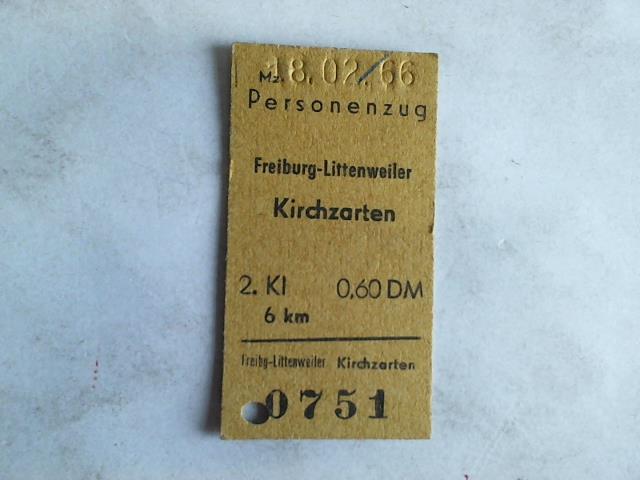 Mz. 18.02.66
Personenzug
Freiburg-Littenweiler
Kirchzarten
2. Kl 0,60 DM
6 km
Freibg-Littenweiler Kirchzarten
0751